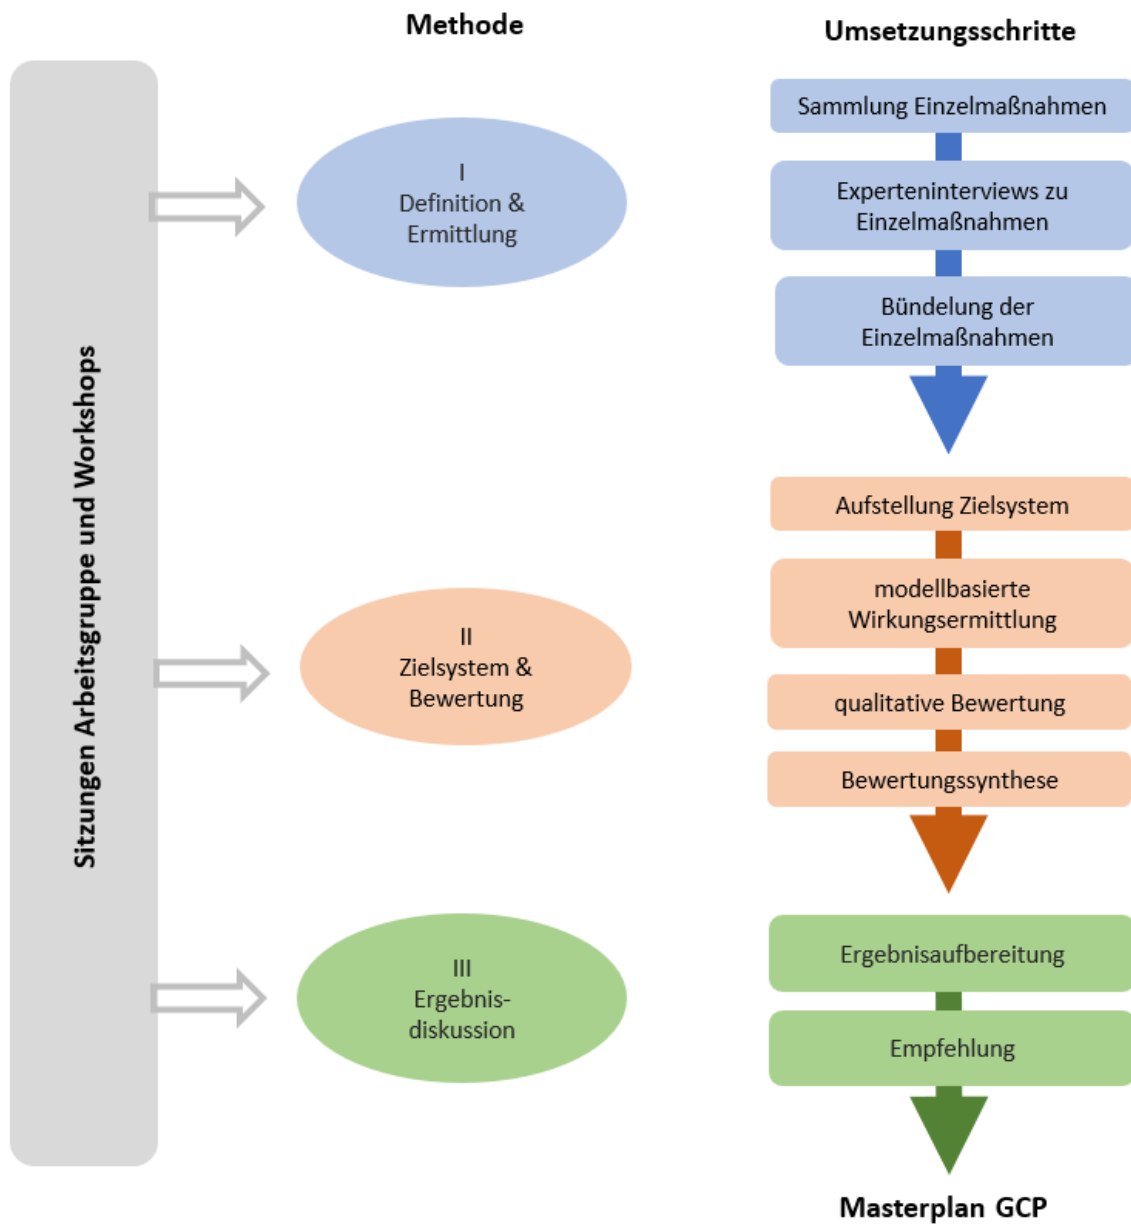 Methode
Umsetzungsschritte
Sitzungen Arbeitsgruppe und Workshops
I
Definition &
Ermittlung
Sammlung Einzelmaßnahmen
Experteninterviews zu
Einzelmaßnahmen
Bündelung der
Einzelmaßnahmen
II
Zielsystem &
Bewertung
Aufstellung Zielsystem
modellbasierte
Wirkungsermittlung
qualitative Bewertung
Bewertungssynthese
III
Ergebnis-
diskussion
Ergebnisaufbereitung
Empfehlung
Masterplan GCP